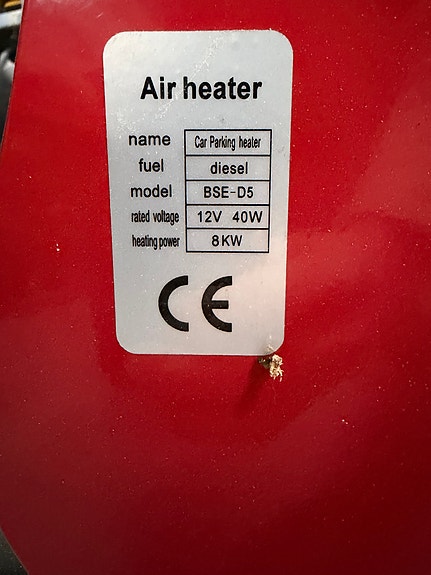 Air heater
name Car Parking heater
fuel diesel
model BSE-D5
rated voltage 12V 40W
heating power 8KW
CE